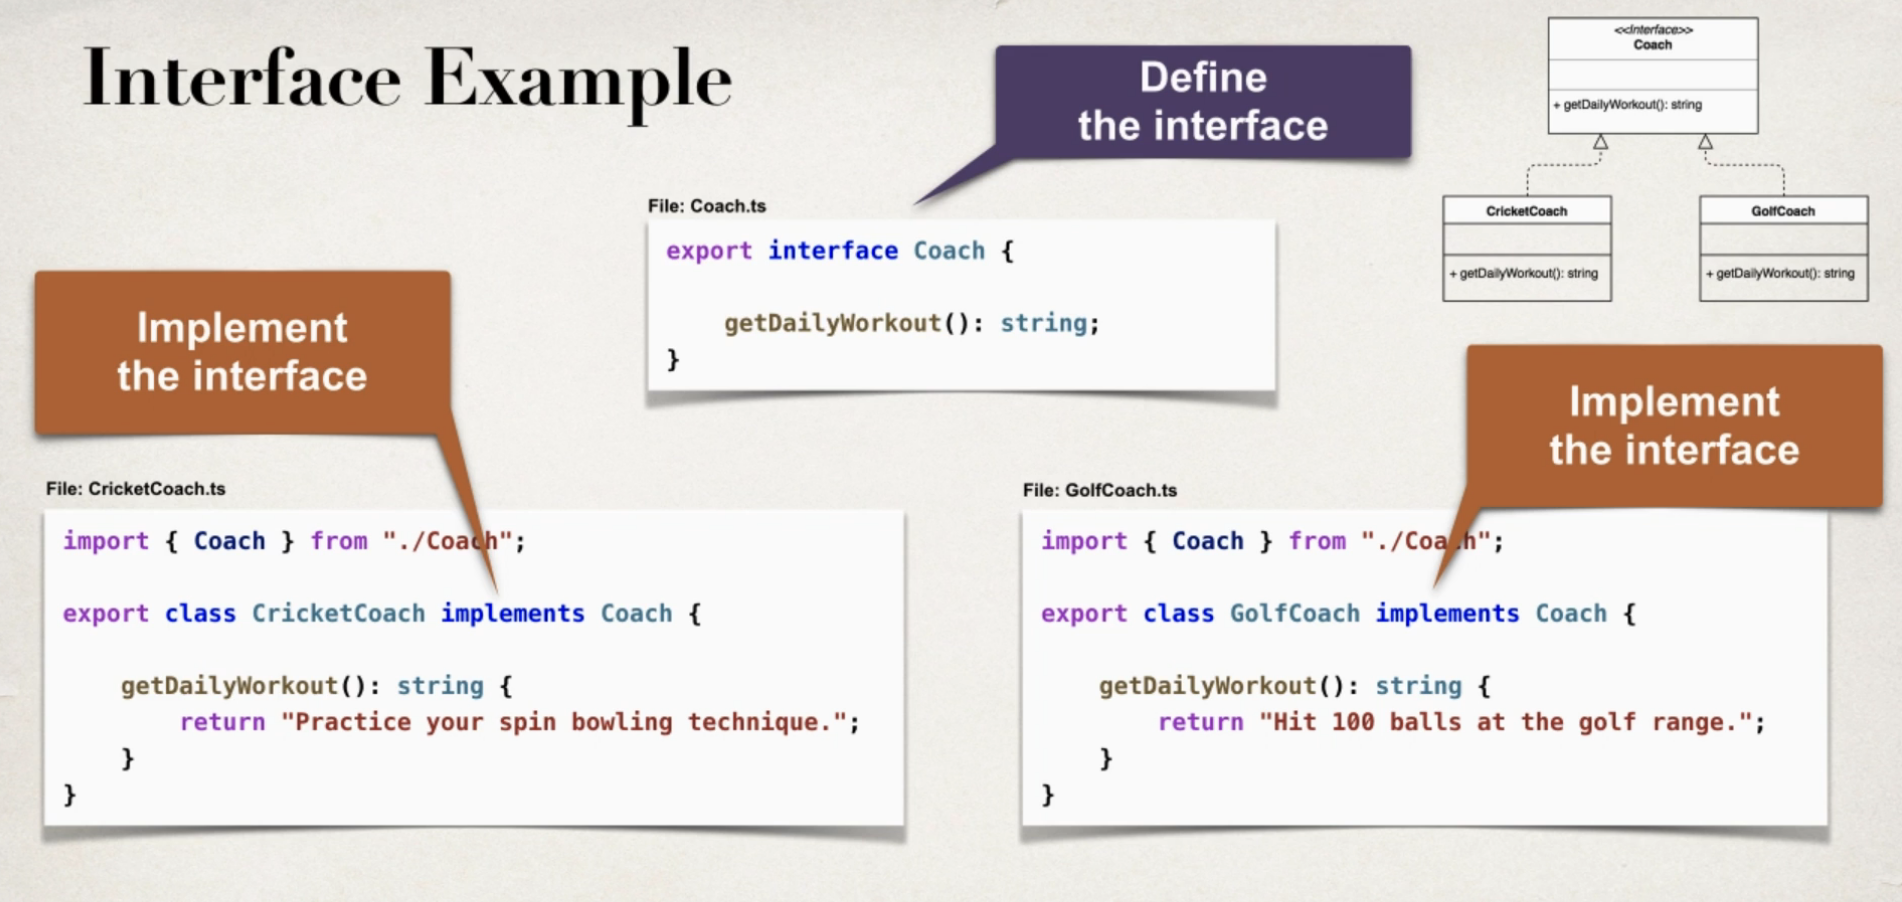 Interface Example
Define
the interface
<<Interface>>
Coach
+ getDailyWorkout(): string
CricketCoach
+ getDailyWorkout(): string
GolfCoach
+ getDailyWorkout(): string
File: Coach.ts
export interface Coach {
getDailyWorkout(): string;
}
Implement
the interface
Implement
the interface
File: CricketCoach.ts
import { Coach } from "./Coach";
export class CricketCoach implements Coach {
getDailyWorkout(): string {
return "Practice your spin bowling technique.";
}
}
File: GolfCoach.ts
import { Coach } from "./Coach";
export class GolfCoach implements Coach {
getDailyWorkout(): string {
return "Hit 100 balls at the golf range.";
}
}